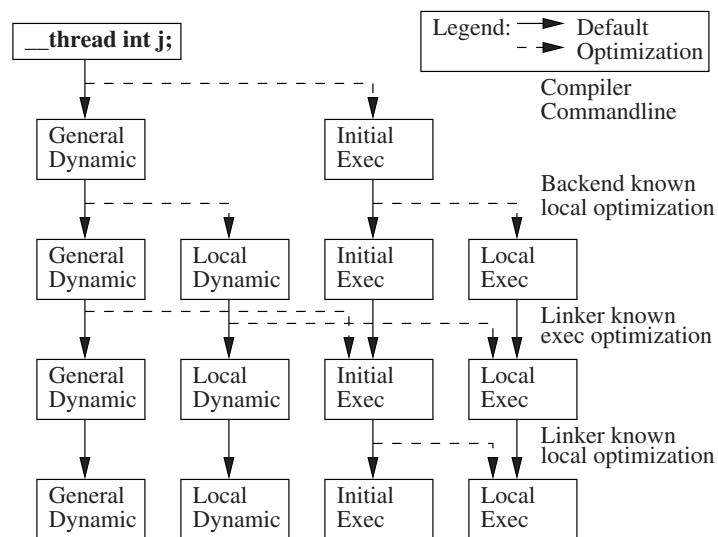 __thread int j;
Legend: Default
Optimization
Compiler
Commandline
General
Dynamic
Initial
Exec
Backend known
local optimization
General
Dynamic
Local
Dynamic
Initial
Exec
Local
Exec
Linker known
exec optimization
General
Dynamic
Local
Dynamic
Initial
Exec
Local
Exec
Linker known
local optimization
General
Dynamic
Local
Dynamic
Initial
Exec
Local
Exec